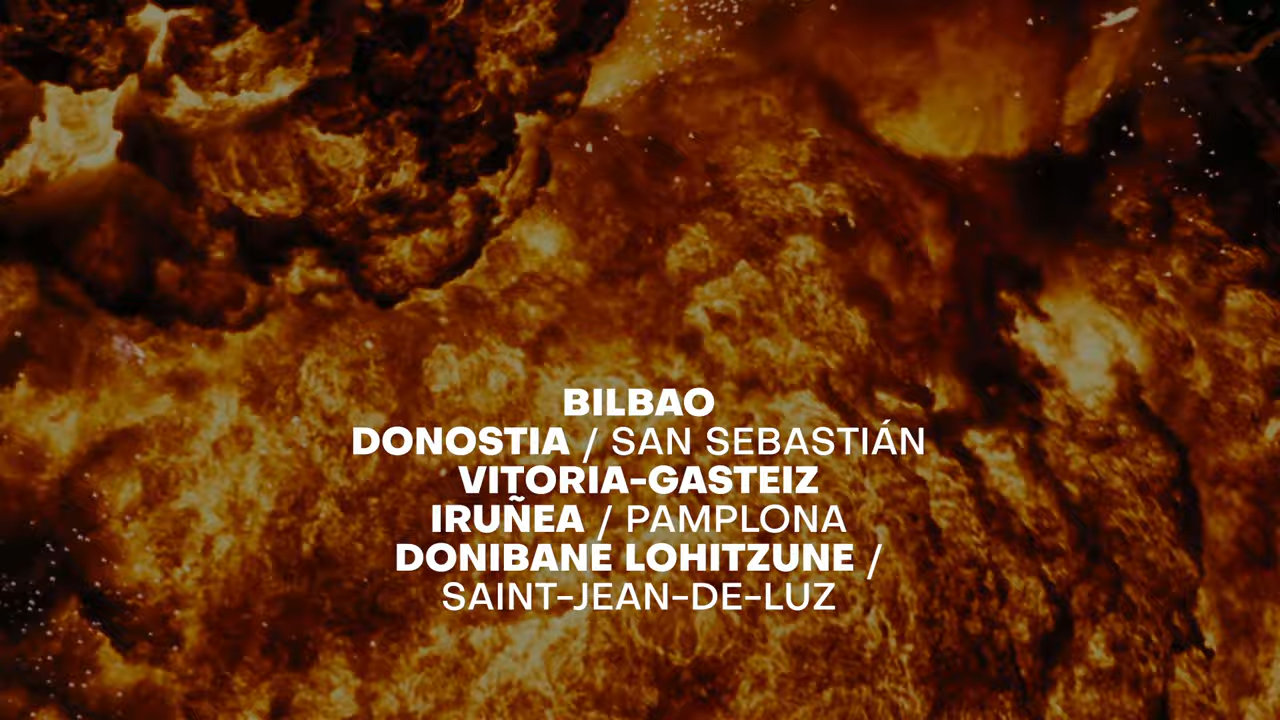 BILBAO
DONOSTIA / SAN SEBASTIÁN
VITORIA-GASTEIZ
IRUÑEA / PAMPLONA
DONIBANE LOHITZUNE /
SAINT-JEAN-DE-LUZ